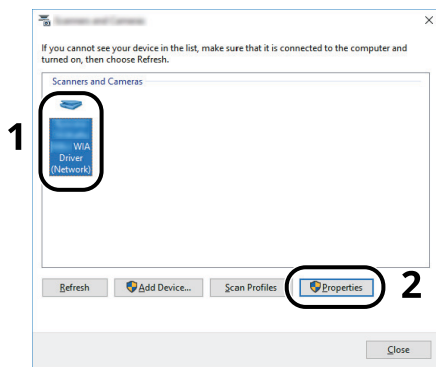 If you cannot see your device in the list, make sure that it is connected to the computer and
turned on, then choose Refresh.
Scanners and Cameras
1
WIA
Driver
(Network)
Refresh
Add Device...
Scan Profiles
Properties
2
Close